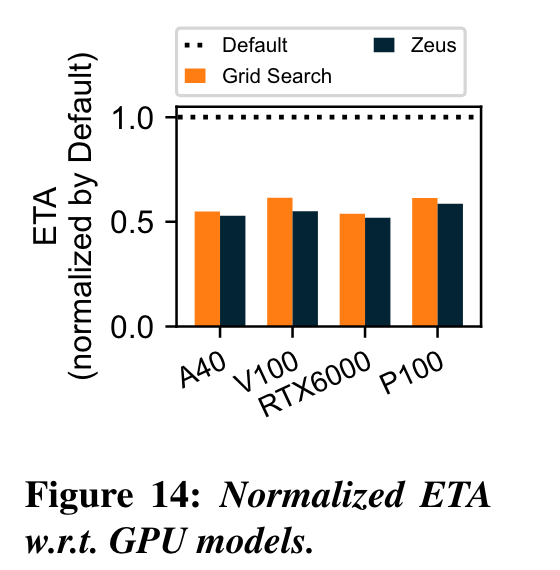 Default
Zeus
Grid Search
ETA
(normalized by Default)
1.0
0.5
0.0
A40
V100
RTX6000
P100
Figure 14: Normalized ETA
w.r.t. GPU models.